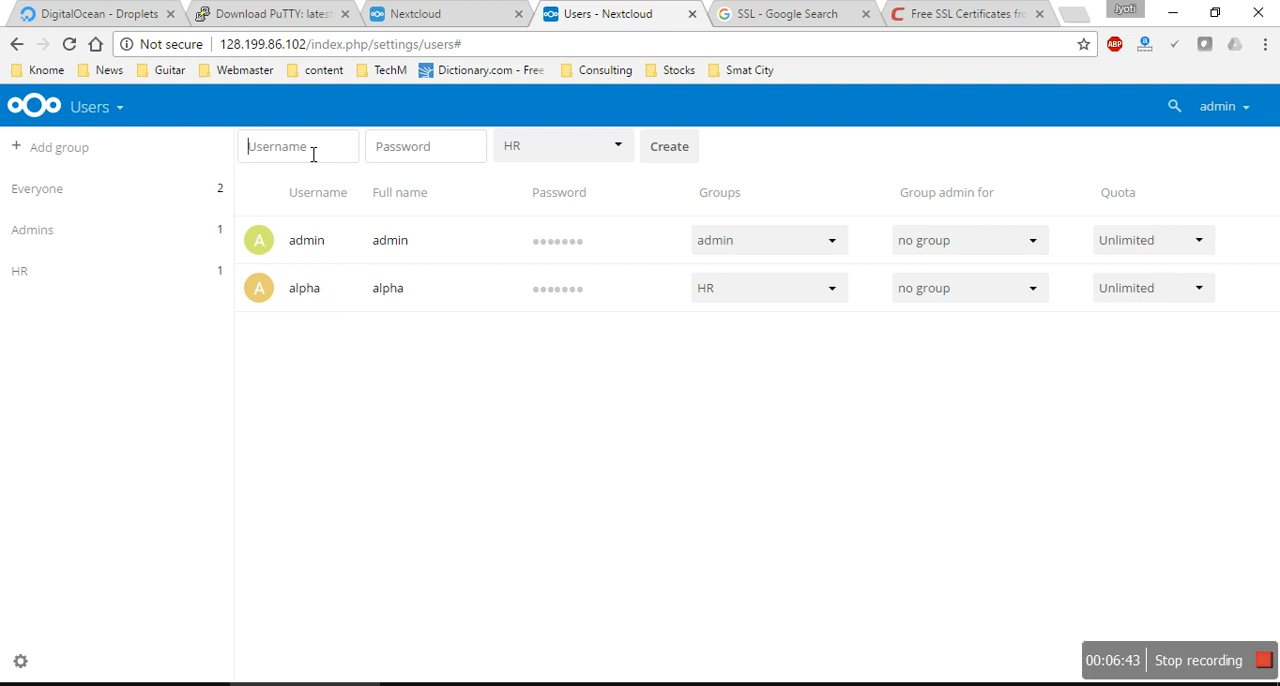 DigitalOcean - Droplets
Download PuTTY: latest
Nextcloud
Users - Nextcloud
SSL - Google Search
Free SSL Certificates fro
Jyoti
Not secure
128.199.86.102/index.php/settings/users#
ABP
Knome
News
Guitar
Webmaster
content
TechM
Dictionary.com - Free
Consulting
Stocks
Smat City
Users
admin
Add group
Username
Password
HR
Create
Everyone 2
Username Full name Password Groups Group admin for Quota
Admins 1
A admin admin admin no group Unlimited
HR 1
A alpha alpha HR no group Unlimited
00:06:43 Stop recording